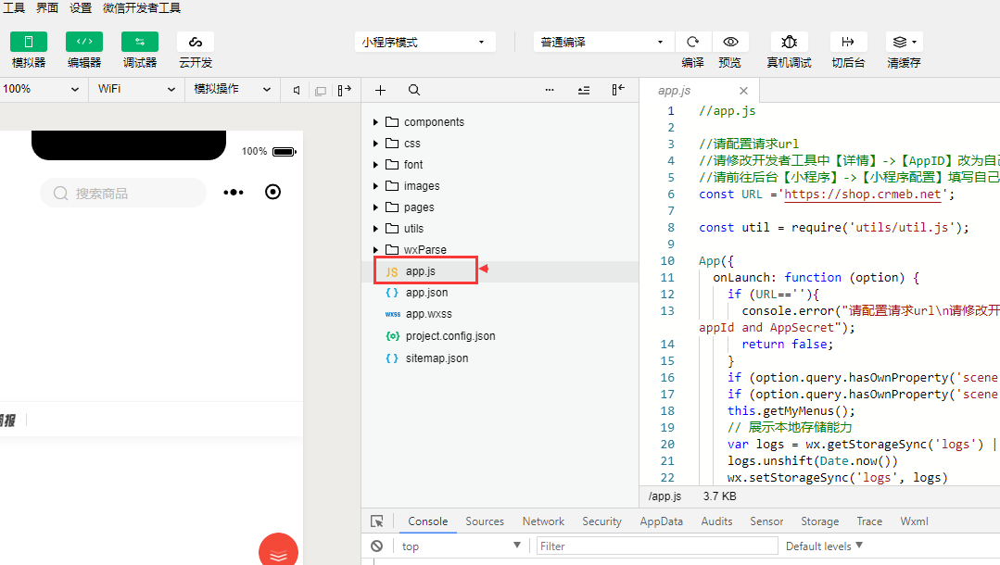 工具 界面 设置 微信开发者工具
模拟器 编辑器 调试器 云开发
小程序模式 普通编译
编译 预览 真机调试 切后台 清缓存
100% WiFi 模拟操作
100%
搜索商品
components
css
font
images
pages
utils
wxParse
JS app.js
{ } app.json
wxss app.wxss
{o} project.config.json
{ } sitemap.json
app.js
1 //app.js
2
3 //请配置请求url
4 //请修改开发者工具中【详情】->【AppID】改为自己
5 //请前往后台【小程序】->【小程序配置】填写自己
6 const URL ='https://shop.crmeb.net';
7
8 const util = require('utils/util.js');
9
10 App({
11 onLaunch: function (option) {
12 if (URL==''){
13 console.error("请配置请求url\n请修改开
appId and AppSecret");
14 return false;
15 }
16 if (option.query.hasOwnProperty('scene
17 if (option.query.hasOwnProperty('scene
18 this.getMyMenus();
19 // 展示本地存储能力
20 var logs = wx.getStorageSync('logs') |
21 logs.unshift(Date.now())
22 wx.setStorageSync('logs', logs)
/app.js 3.7 KB
Console Sources Network Security AppData Audits Sensor Storage Trace Wxml
top Filter Default levels